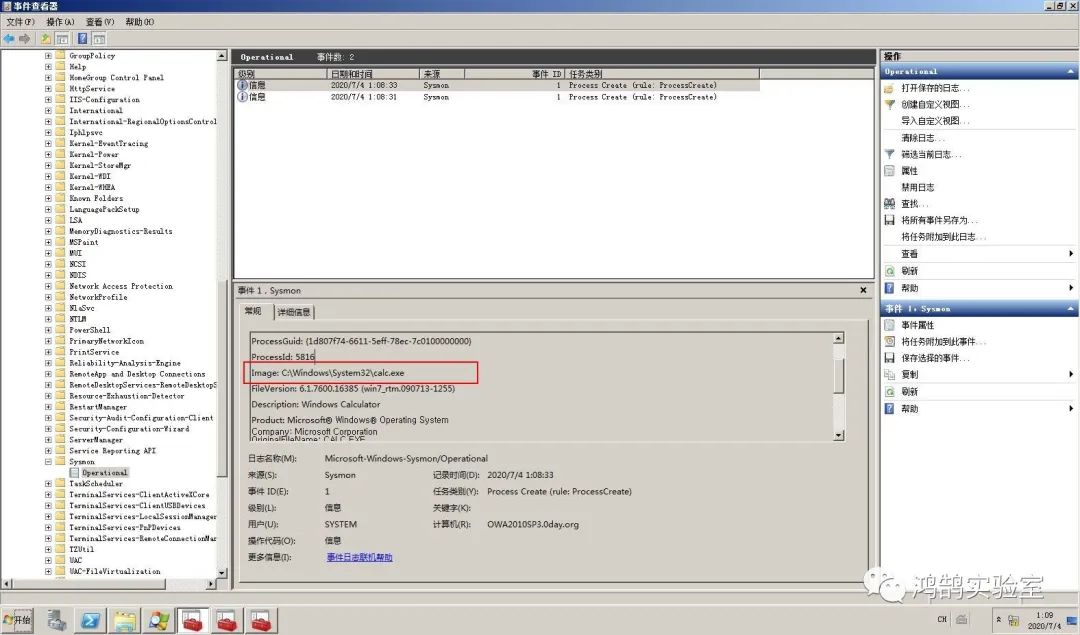 事件查看器
文件(F) 操作(A) 查看(V) 帮助(H)
GroupPolicy
Help
HomeGroup Control Panel
HttpService
IIS-Configuration
International
International-RegionalOptionsControl
Iphlpsvc
Kernel-EventTracing
Kernel-Power
Kernel-StoreMgr
Kernel-WDI
Kernel-WHEA
Known Folders
LanguagePackSetup
LSA
MemoryDiagnostics-Results
MSPaint
MUI
NCSI
NDIS
Network Access Protection
NetworkProfile
NlaSvc
NTLM
PowerShell
PrimaryNetworkIcon
PrintService
Reliability-Analysis-Engine
RemoteApp and Desktop Connections
RemoteDesktopServices-RemoteDesktopS
Resource-Exhaustion-Detector
RestartManager
Security-Audit-Configuration-Client
Security-Configuration-Wizard
ServerManager
Service Reporting API
Sysmon
Operational
TaskScheduler
TerminalServices-ClientActiveXCore
TerminalServices-ClientUSBDevices
TerminalServices-LocalSessionManager
TerminalServices-PnPDevices
TerminalServices-RemoteConnectionMar
TZUtil
UAC
UAC-FileVirtualization
Operational 事件数: 2
级别 日期和时间 来源 事件 ID 任务类别
信息 2020/7/4 1:08:33 Sysmon 1 Process Create (rule: ProcessCreate)
信息 2020/7/4 1:08:31 Sysmon 1 Process Create (rule: ProcessCreate)
事件 1，Sysmon
常规 详细信息
ProcessGuid: {1d807f74-6611-5eff-78ec-7c0100000000}
ProcessId: 5816
Image: C:\Windows\System32\calc.exe
FileVersion: 6.1.7600.16385 (win7_rtm.090713-1255)
Description: Windows Calculator
Product: Microsoft® Windows® Operating System
Company: Microsoft Corporation
OriginalFileName: CALC.EXE
日志名称(M): Microsoft-Windows-Sysmon/Operational
来源(S): Sysmon 记录时间(D): 2020/7/4 1:08:33
事件 ID(E): 1 任务类别(Y): Process Create (rule: ProcessCreate)
级别(L): 信息 关键字(K):
用户(U): SYSTEM 计算机(R): OWA2010SP3.0day.org
操作代码(O): 信息
更多信息(I): 事件日志联机帮助
操作
Operational
打开保存的日志...
创建自定义视图...
导入自定义视图...
清除日志...
筛选当前日志...
属性
禁用日志
查找...
将所有事件另存为...
将任务附加到此日志...
查看
刷新
帮助
事件 1，Sysmon
事件属性
将任务附加到此事件...
保存选择的事件...
复制
刷新
帮助
鸿鹄实验室
开始 CH 1:09
2020/7/4